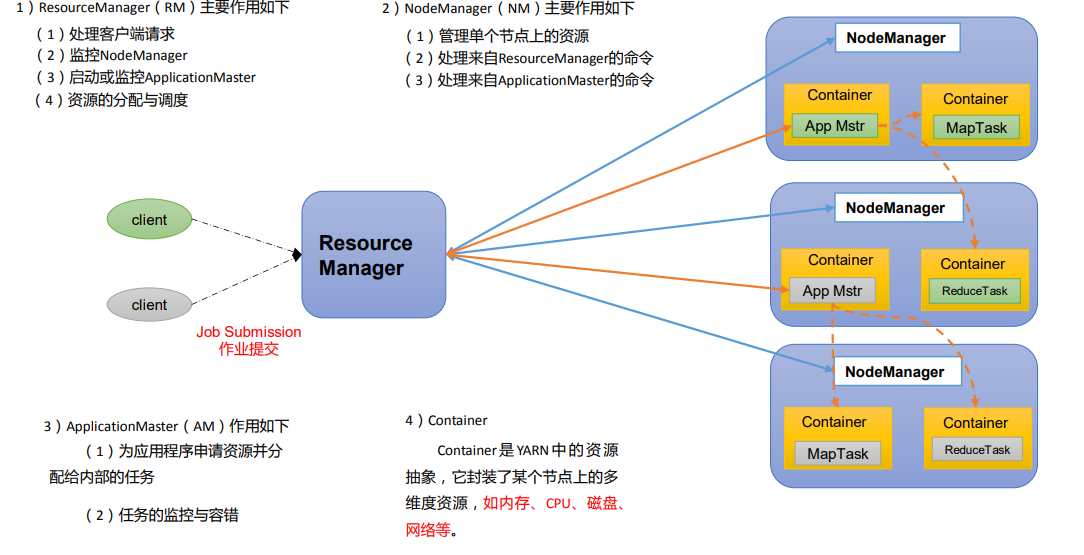 1）ResourceManager（RM）主要作用如下
（1）处理客户端请求
（2）监控NodeManager
（3）启动或监控ApplicationMaster
（4）资源的分配与调度
2）NodeManager（NM）主要作用如下
（1）管理单个节点上的资源
（2）处理来自ResourceManager的命令
（3）处理来自ApplicationMaster的命令
client
client
Job Submission
作业提交
Resource
Manager
NodeManager
Container
App Mstr
Container
MapTask
NodeManager
Container
App Mstr
Container
ReduceTask
NodeManager
Container
MapTask
Container
ReduceTask
3）ApplicationMaster（AM）作用如下
（1）为应用程序申请资源并分
配给内部的任务
（2）任务的监控与容错
4）Container
Container是YARN中的资源
抽象，它封装了某个节点上的多
维度资源，如内存、CPU、磁盘、
网络等。